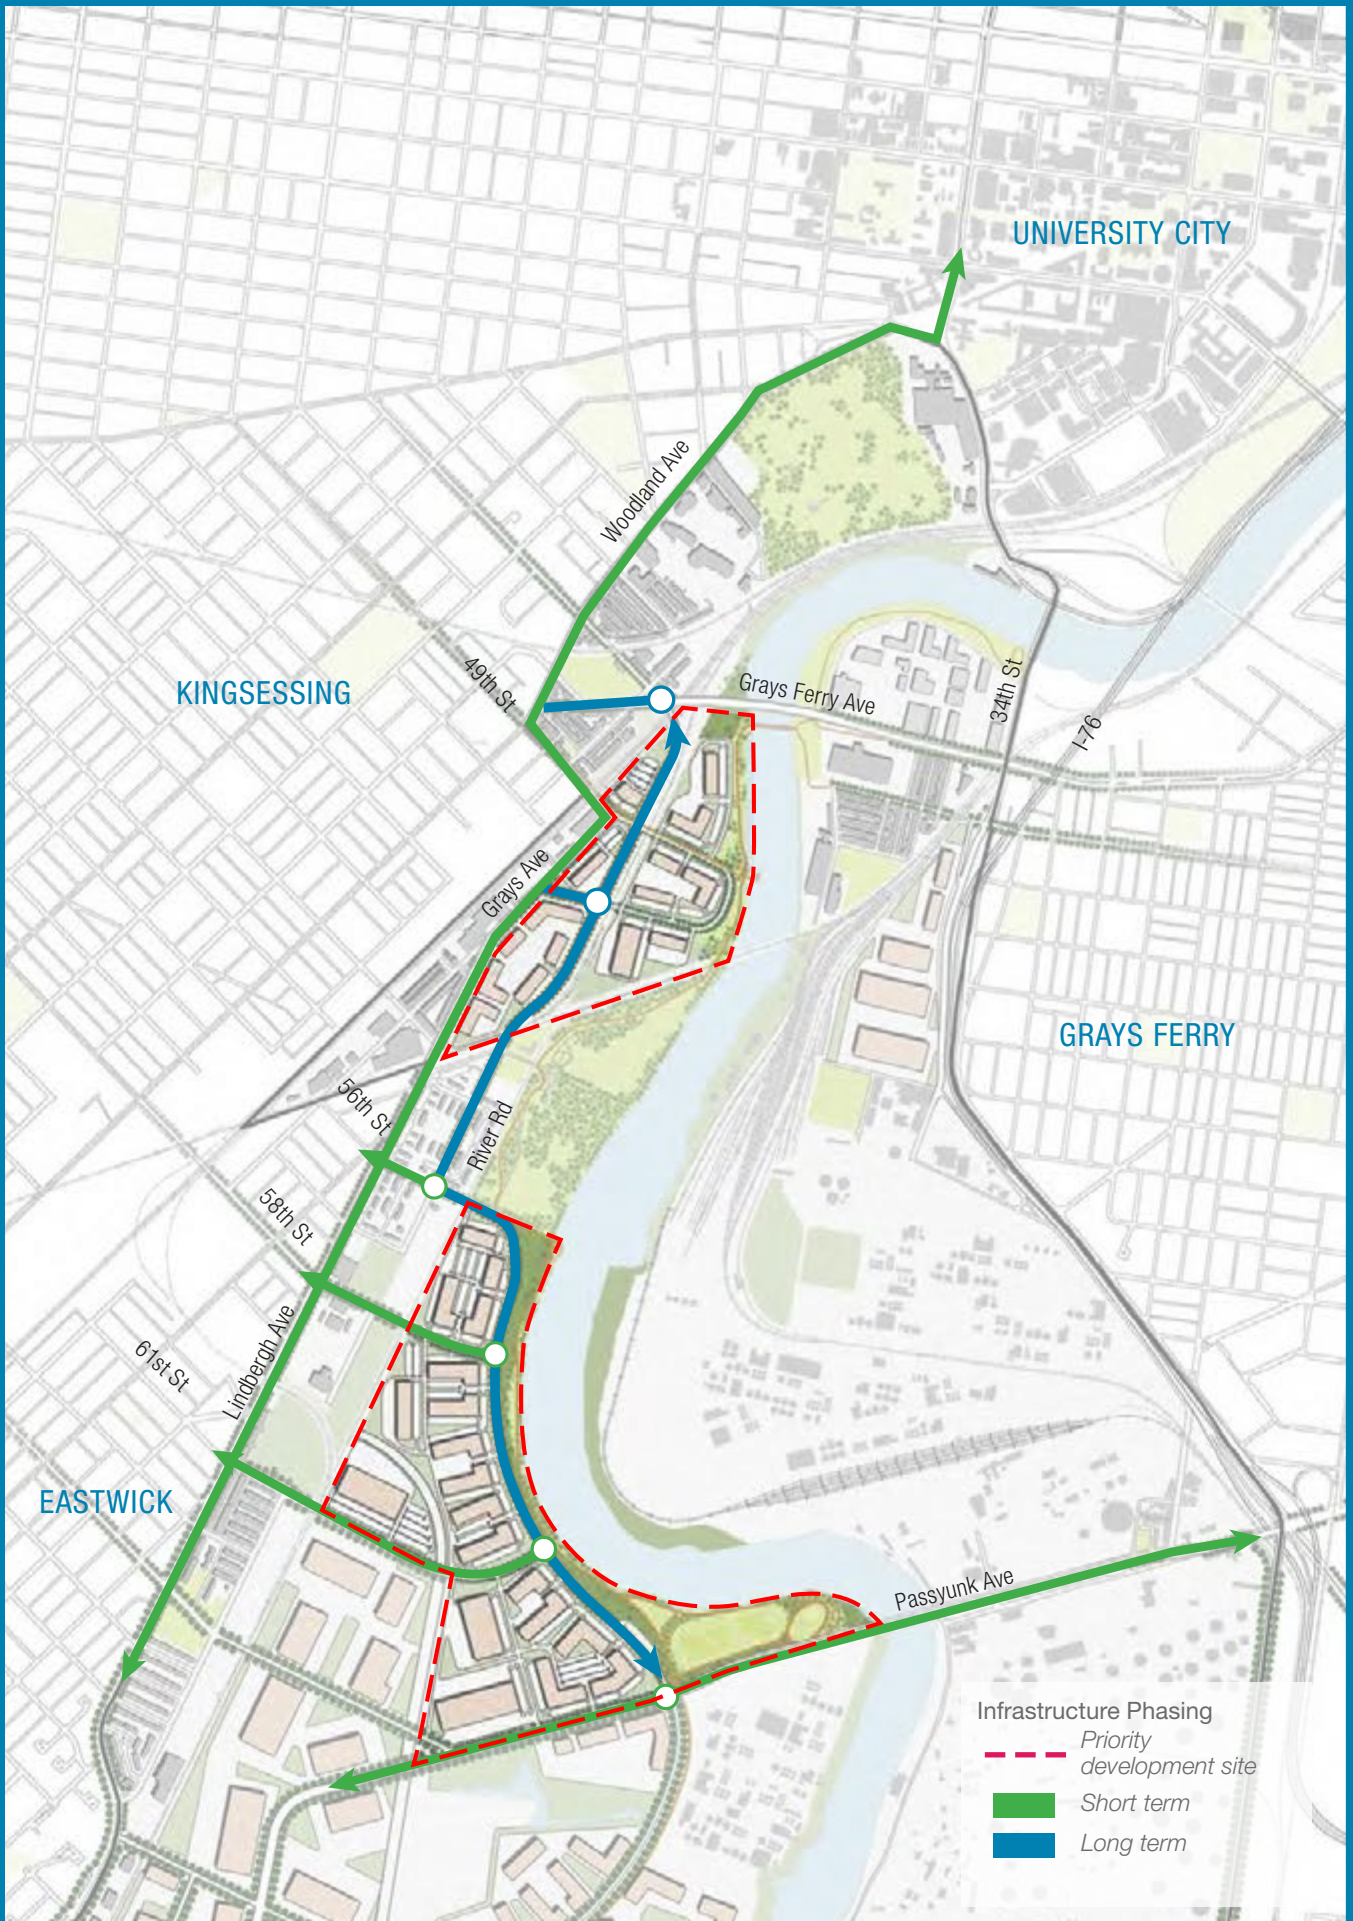 UNIVERSITY CITY
Woodland Ave
49th St
KINGSESSING
Grays Ferry Ave
34th St
I-76
Grays Ave
GRAYS FERRY
56th St
River Rd
58th St
Lindbergh Ave
61st St
EASTWICK
Passyunk Ave
Infrastructure Phasing
Priority
development site
Short term
Long term